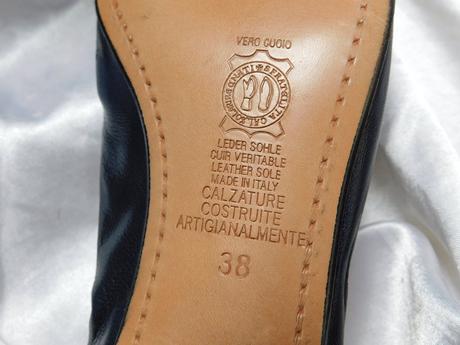 VERO CUOIO
LEDER SOHLE
CUIR VERITABLE
LEATHER SOLE
MADE IN ITALY
CALZATURE
COSTRUITE
ARTIGIANALMENTE
38